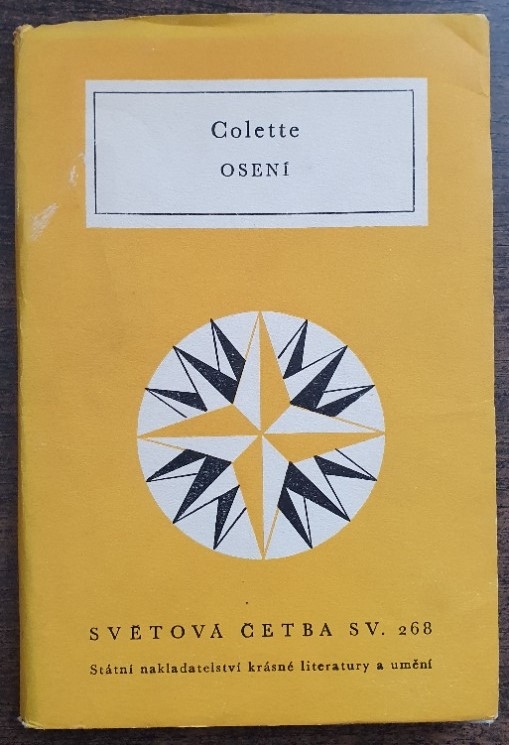 Colette
OSENÍ
SVĚTOVÁ ČETBA SV. 268
Státní nakladatelství krásné literatury a umění